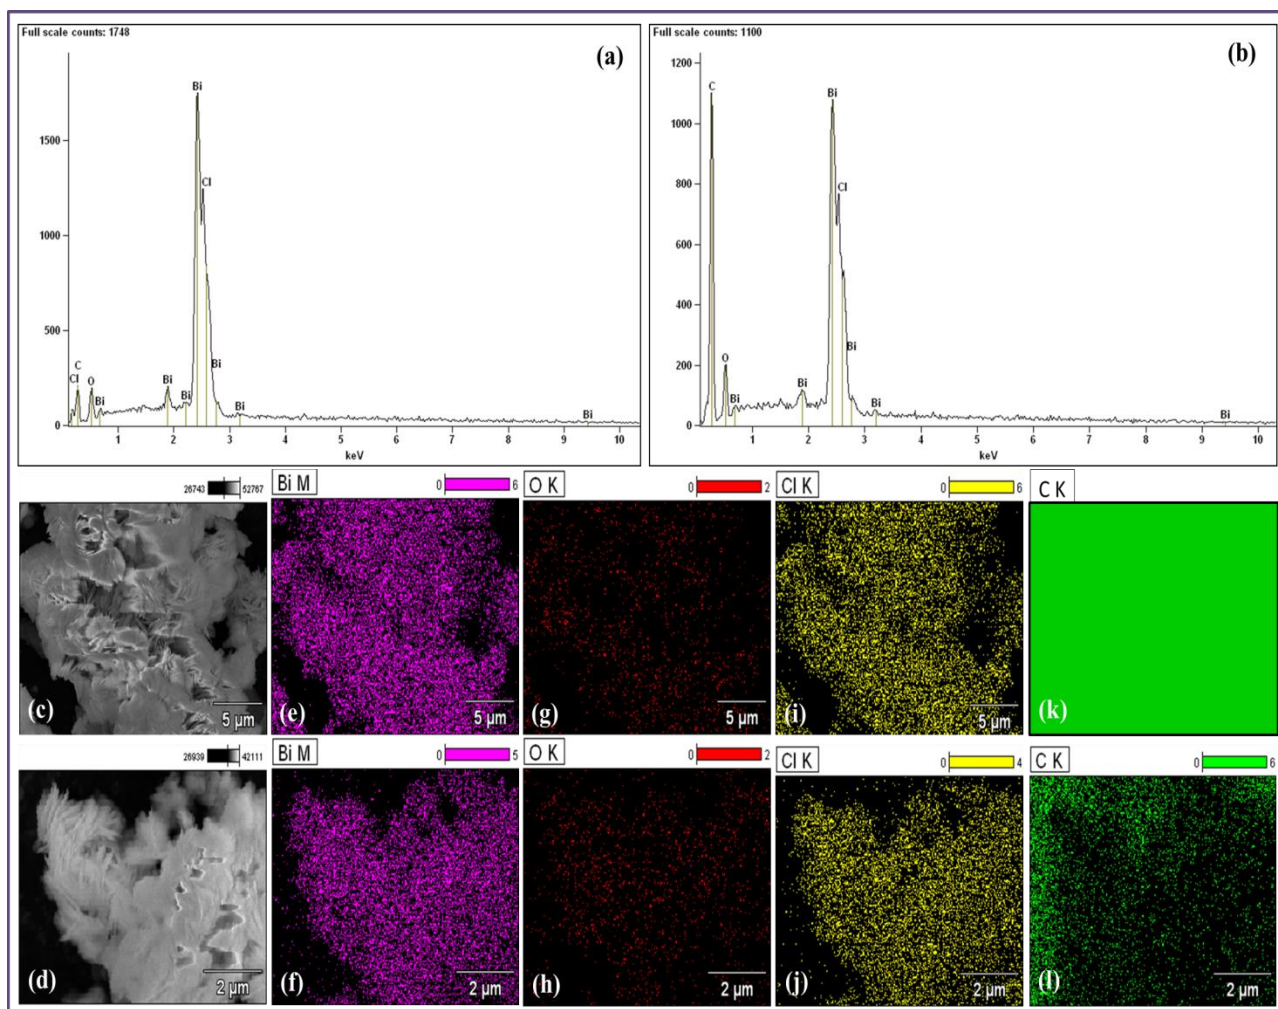 Full scale counts: 1748
(a)
Bi
Cl
1500
1000
500
0
C
Cl
O
Bi
Bi
Bi
Bi
Bi
Bi
1 2 3 4 5 6 7 8 9 10
keV
Full scale counts: 1100
(b)
1200
1000
800
600
400
200
0
C
Bi
Cl
O
Bi
Bi
Bi
Bi
Bi
1 2 3 4 5 6 7 8 9 10
keV
26743 52767
Bi M 0 6
O K 0 2
Cl K 0 6
C K
(c) 5 µm
(e) 5 µm
(g) 5 µm
(i) 5 µm
(k)
26939 42111
Bi M 0 5
O K 0 2
Cl K 0 4
C K 0 6
(d) 2 µm
(f) 2 µm
(h) 2 µm
(j) 2 µm
(l) 2 µm